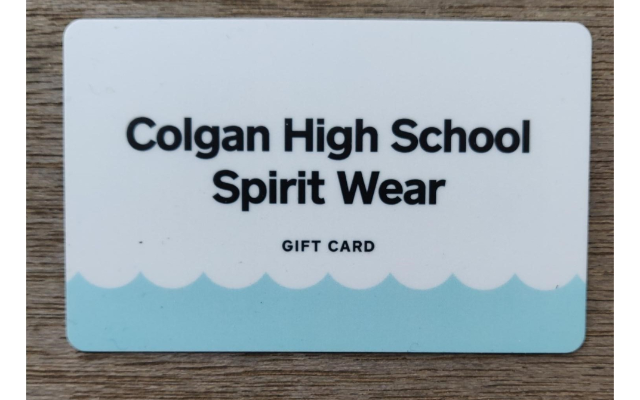 Colgan High School
Spirit Wear
GIFT CARD